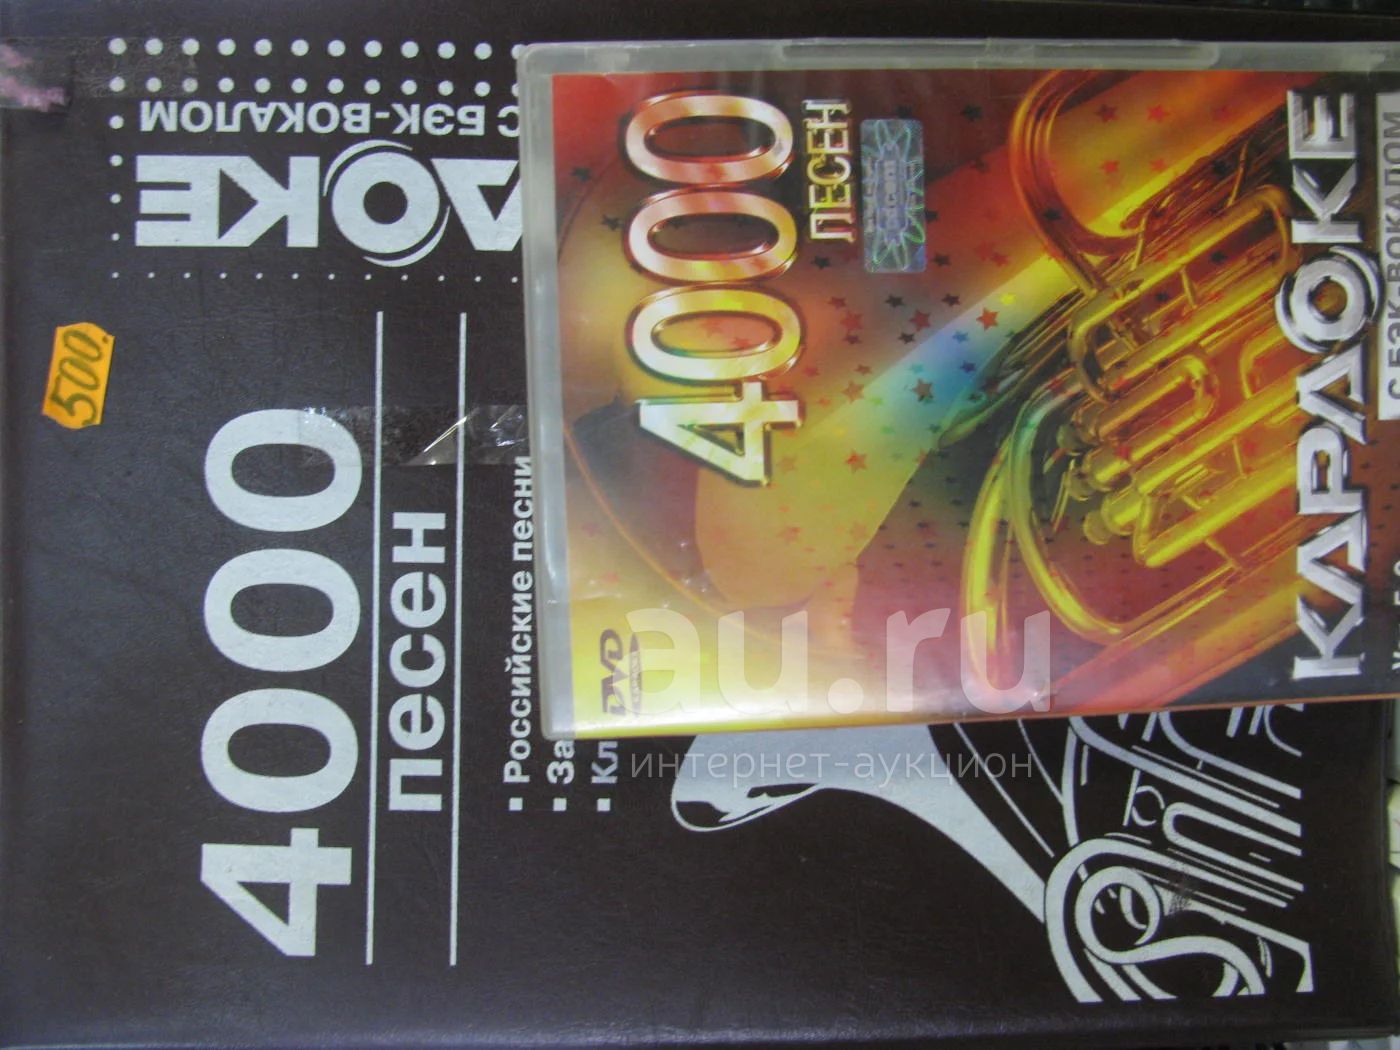 С БЭК-ВОКАЛОМ
АОКЕ
500.
4000
песен
Российские песни
За
Кл
4000
ПЕСЕН
DVD
КАРАОКЕ
С БЭК-ВОКАЛОМ
au.ru
интернет-аукцион